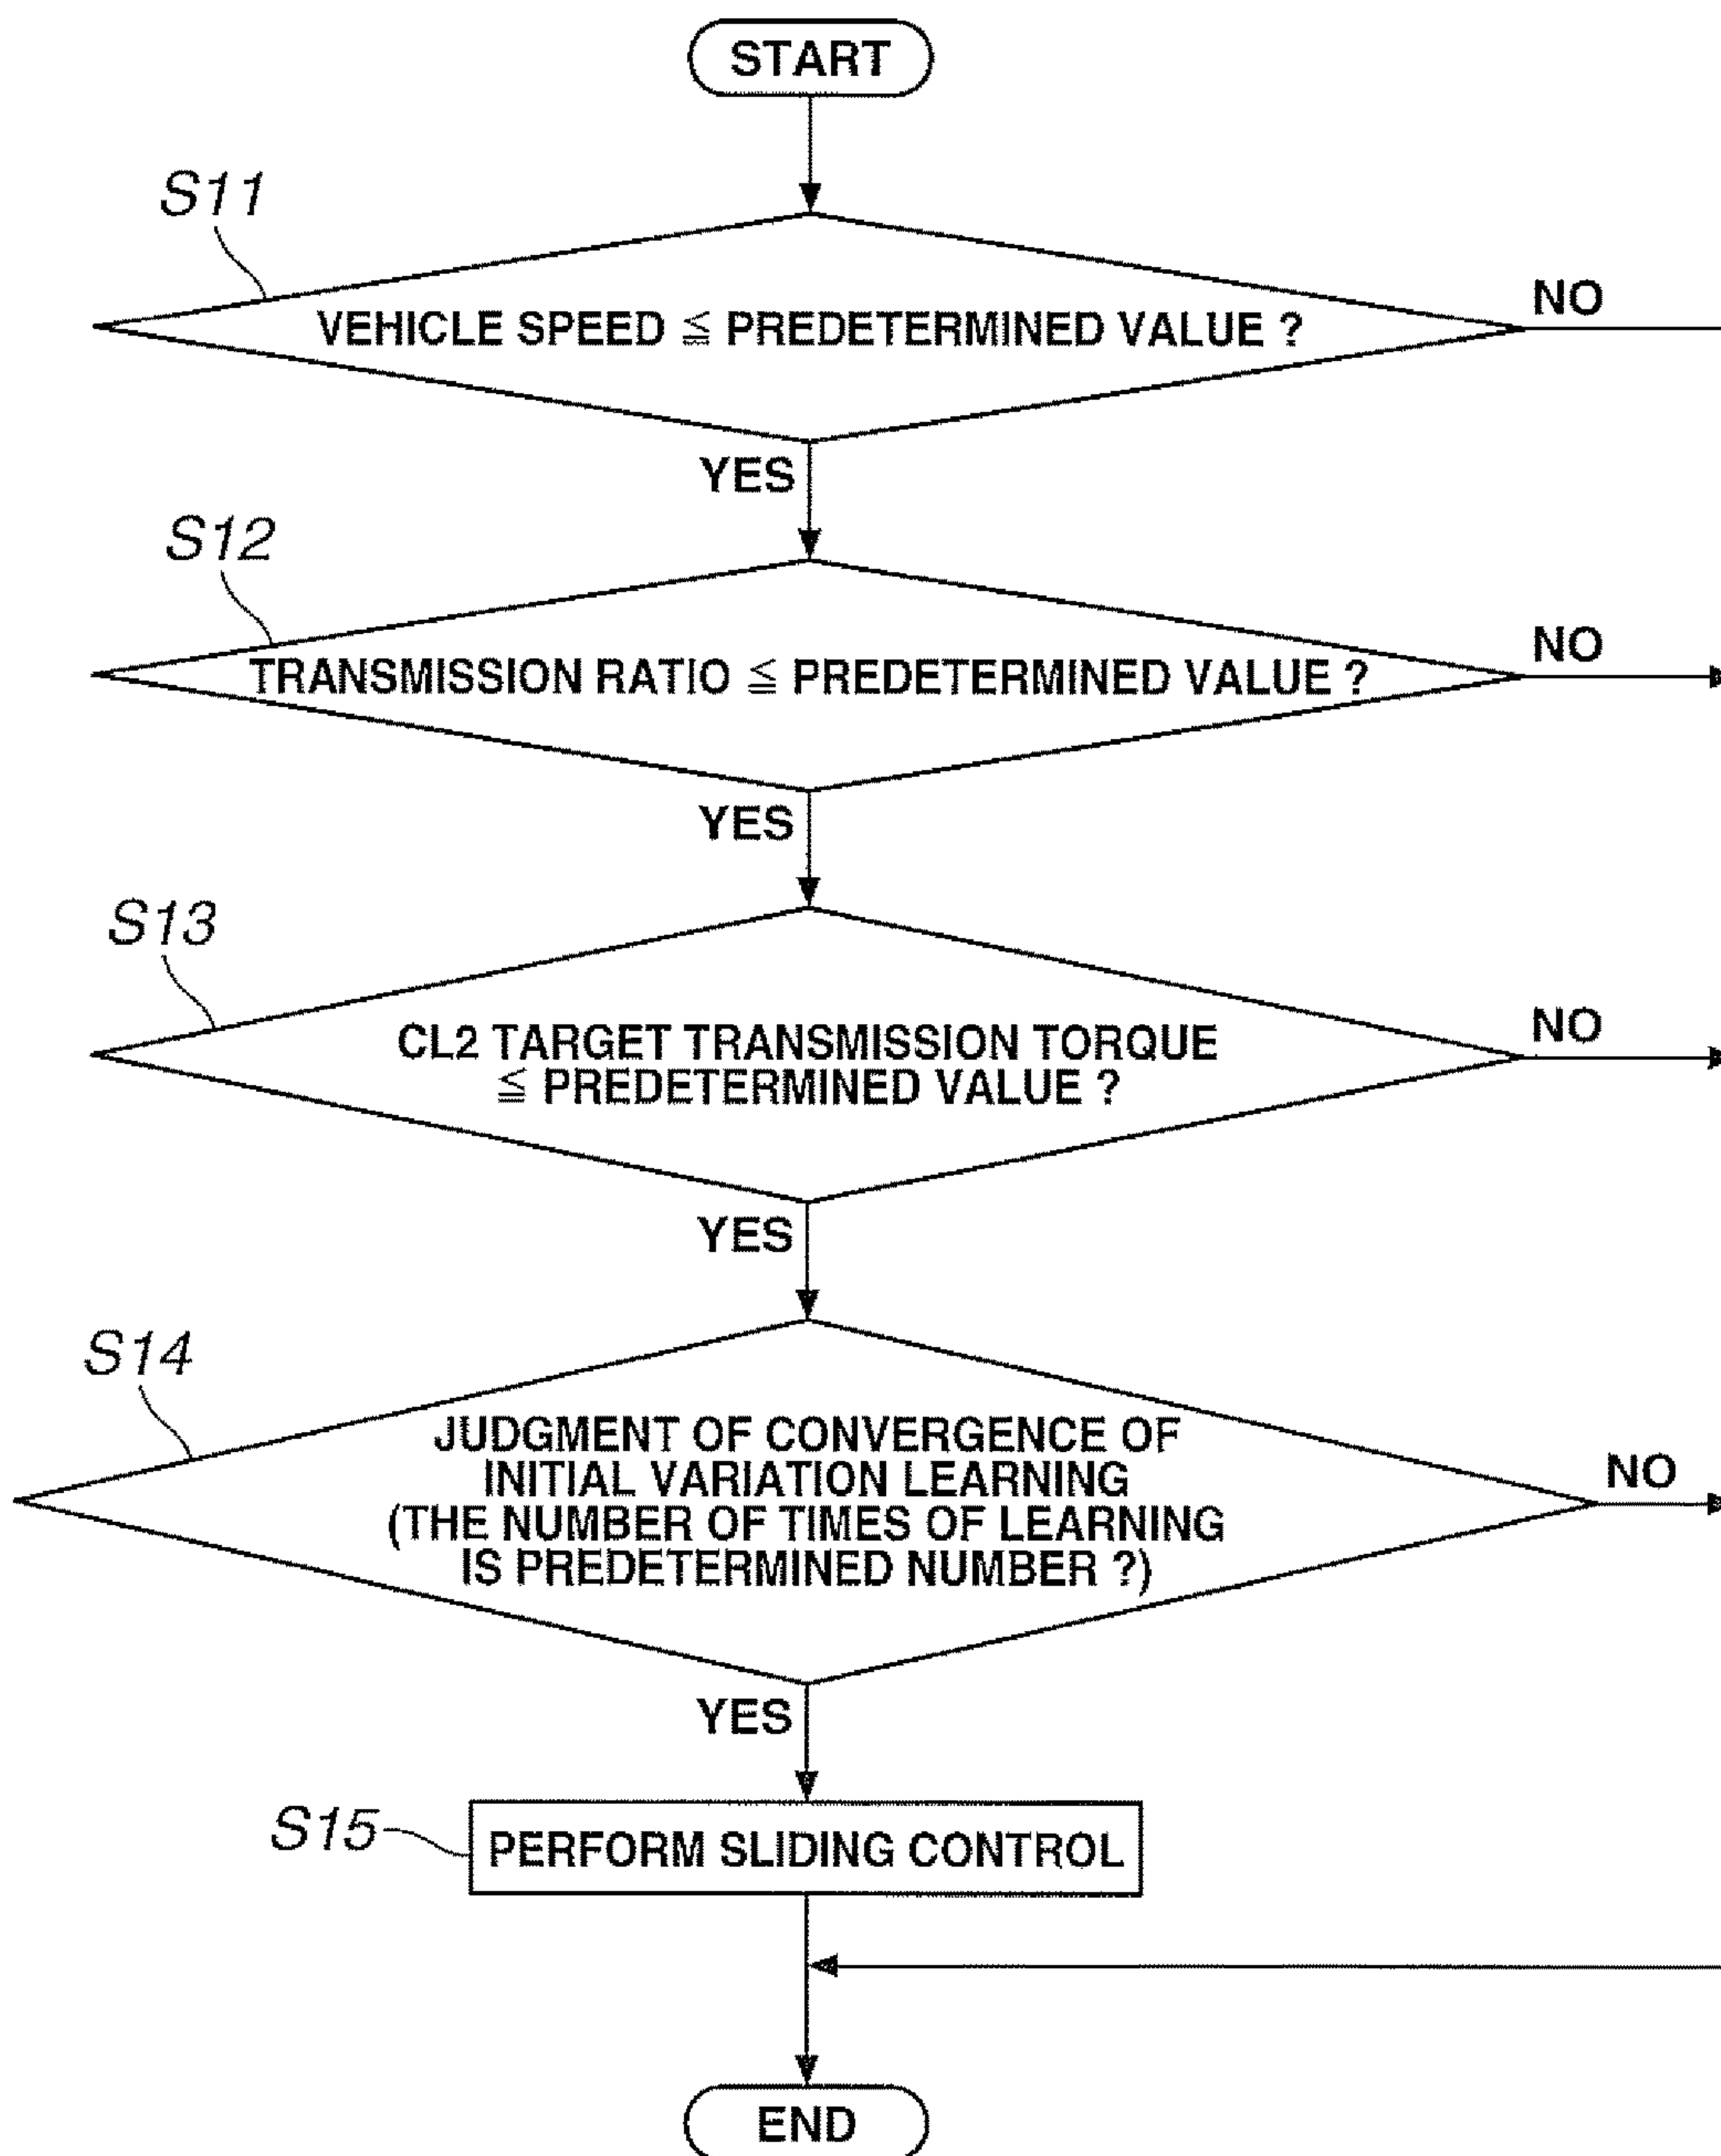 START
S11
VEHICLE SPEED ≦ PREDETERMINED VALUE ?
NO
YES
S12
TRANSMISSION RATIO ≦ PREDETERMINED VALUE ?
NO
YES
S13
CL2 TARGET TRANSMISSION TORQUE
≦ PREDETERMINED VALUE ?
NO
YES
S14
JUDGMENT OF CONVERGENCE OF
INITIAL VARIATION LEARNING
(THE NUMBER OF TIMES OF LEARNING
IS PREDETERMINED NUMBER ?)
NO
YES
S15
PERFORM SLIDING CONTROL
END